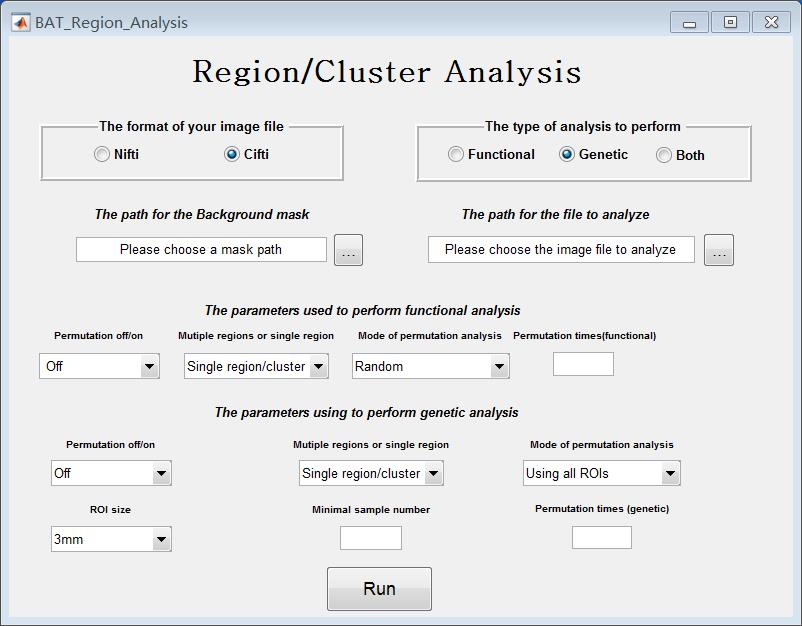 BAT_Region_Analysis
Region/Cluster Analysis
The format of your image file
The type of analysis to perform
Nifti Cifti
Functional Genetic Both
The path for the Background mask
The path for the file to analyze
Please choose a mask path ...
Please choose the image file to analyze ...
The parameters used to perform functional analysis
Permutation off/on Mutiple regions or single region Mode of permutation analysis Permutation times(functional)
Off Single region/cluster Random
The parameters using to perform genetic analysis
Permutation off/on Mutiple regions or single region Mode of permutation analysis
Off Single region/cluster Using all ROIs
ROI size Minimal sample number Permutation times (genetic)
3mm
Run